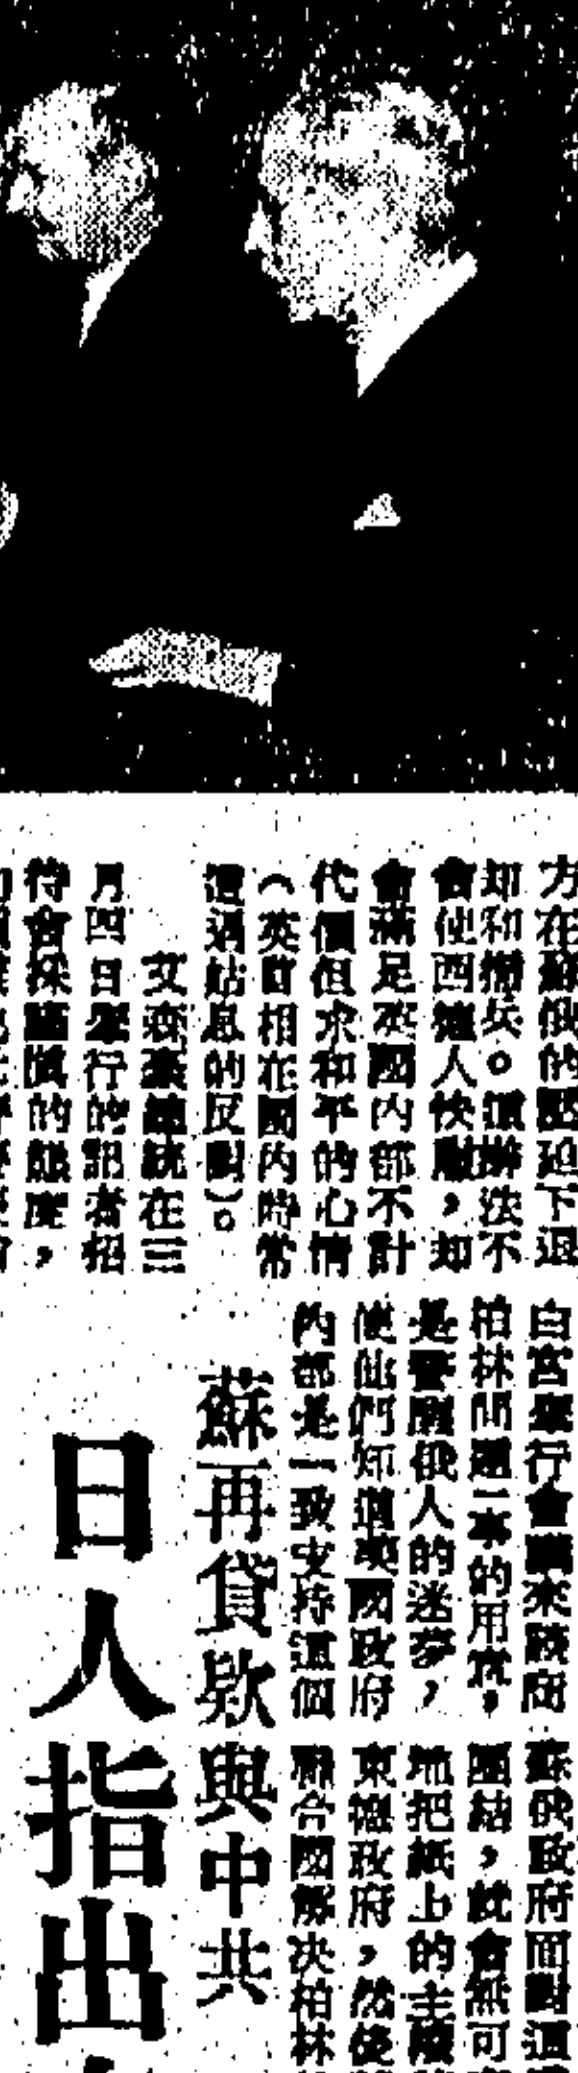 方在蘇俄的壓迫下退
却和撤兵。這辦法不
會使西德人快慰，却
會滿足英國內部不計
代價但求和平的心情
（英首相在國內時常
遭遇姑息的反對）。
艾森豪總統在三
月四日舉行的記者招
待會採謹慎的態度，
白宮舉行會議來談商
柏林問題一事的用意，
是警醒俄人的迷夢，
使他們知道美國政府
內部是一致支持這個
蘇俄政府面對這
團結，就會無可
地把紙上的主權
東德政府，然後
聯合國解決柏林
蘇再貸款與中共
日人指出